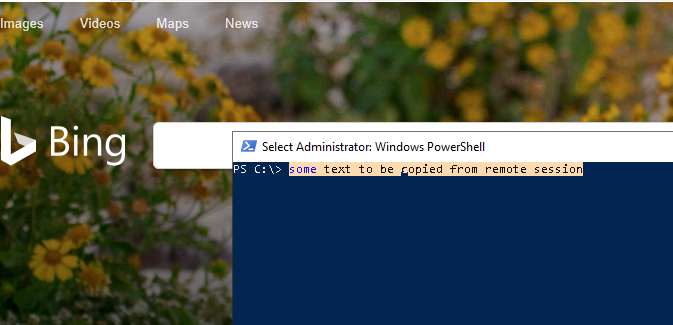 Images Videos Maps News
Bing
Select Administrator: Windows PowerShell
PS C:\> some text to be copied from remote session